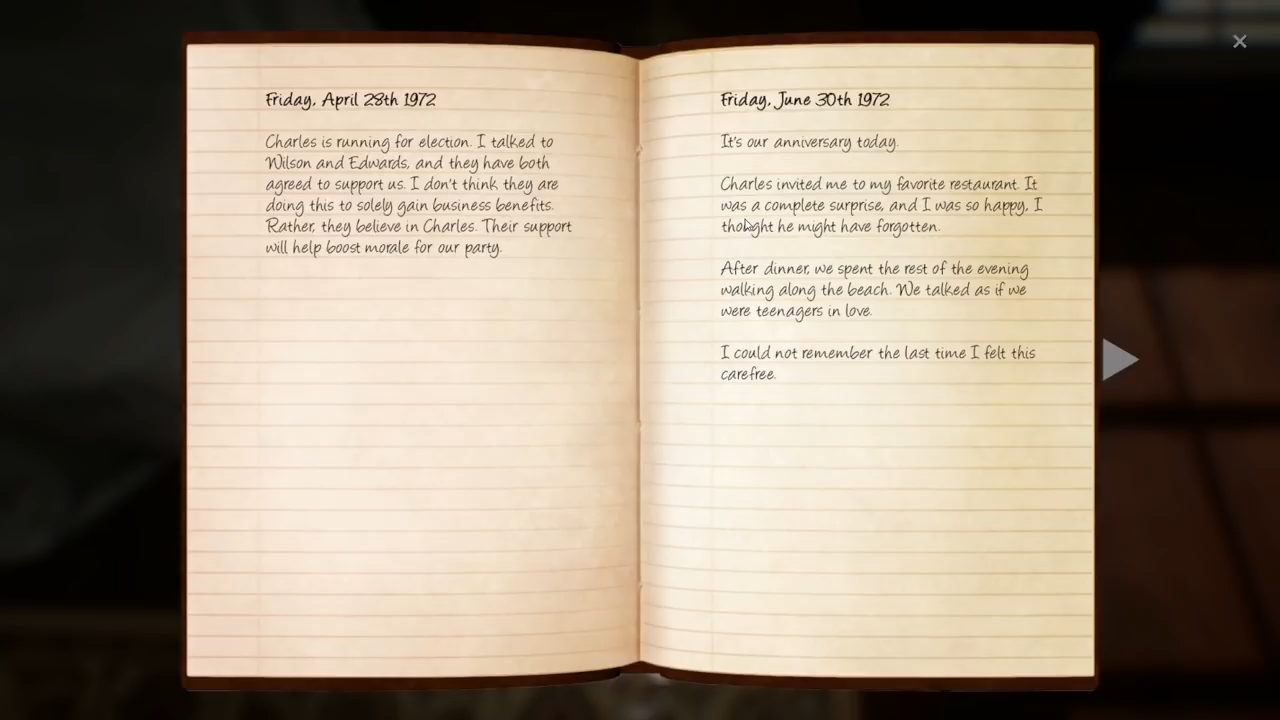 Friday, April 28th 1972
Charles is running for election. I talked to
Wilson and Edwards, and they have both
agreed to support us. I don't think they are
doing this to solely gain business benefits.
Rather, they believe in Charles. Their support
will help boost morale for our party.
Friday, June 30th 1972
It's our anniversary today.
Charles invited me to my favorite restaurant. It
was a complete surprise, and I was so happy, I
thought he might have forgotten.
After dinner, we spent the rest of the evening
walking along the beach. We talked as if we
were teenagers in love.
I could not remember the last time I felt this
carefree.